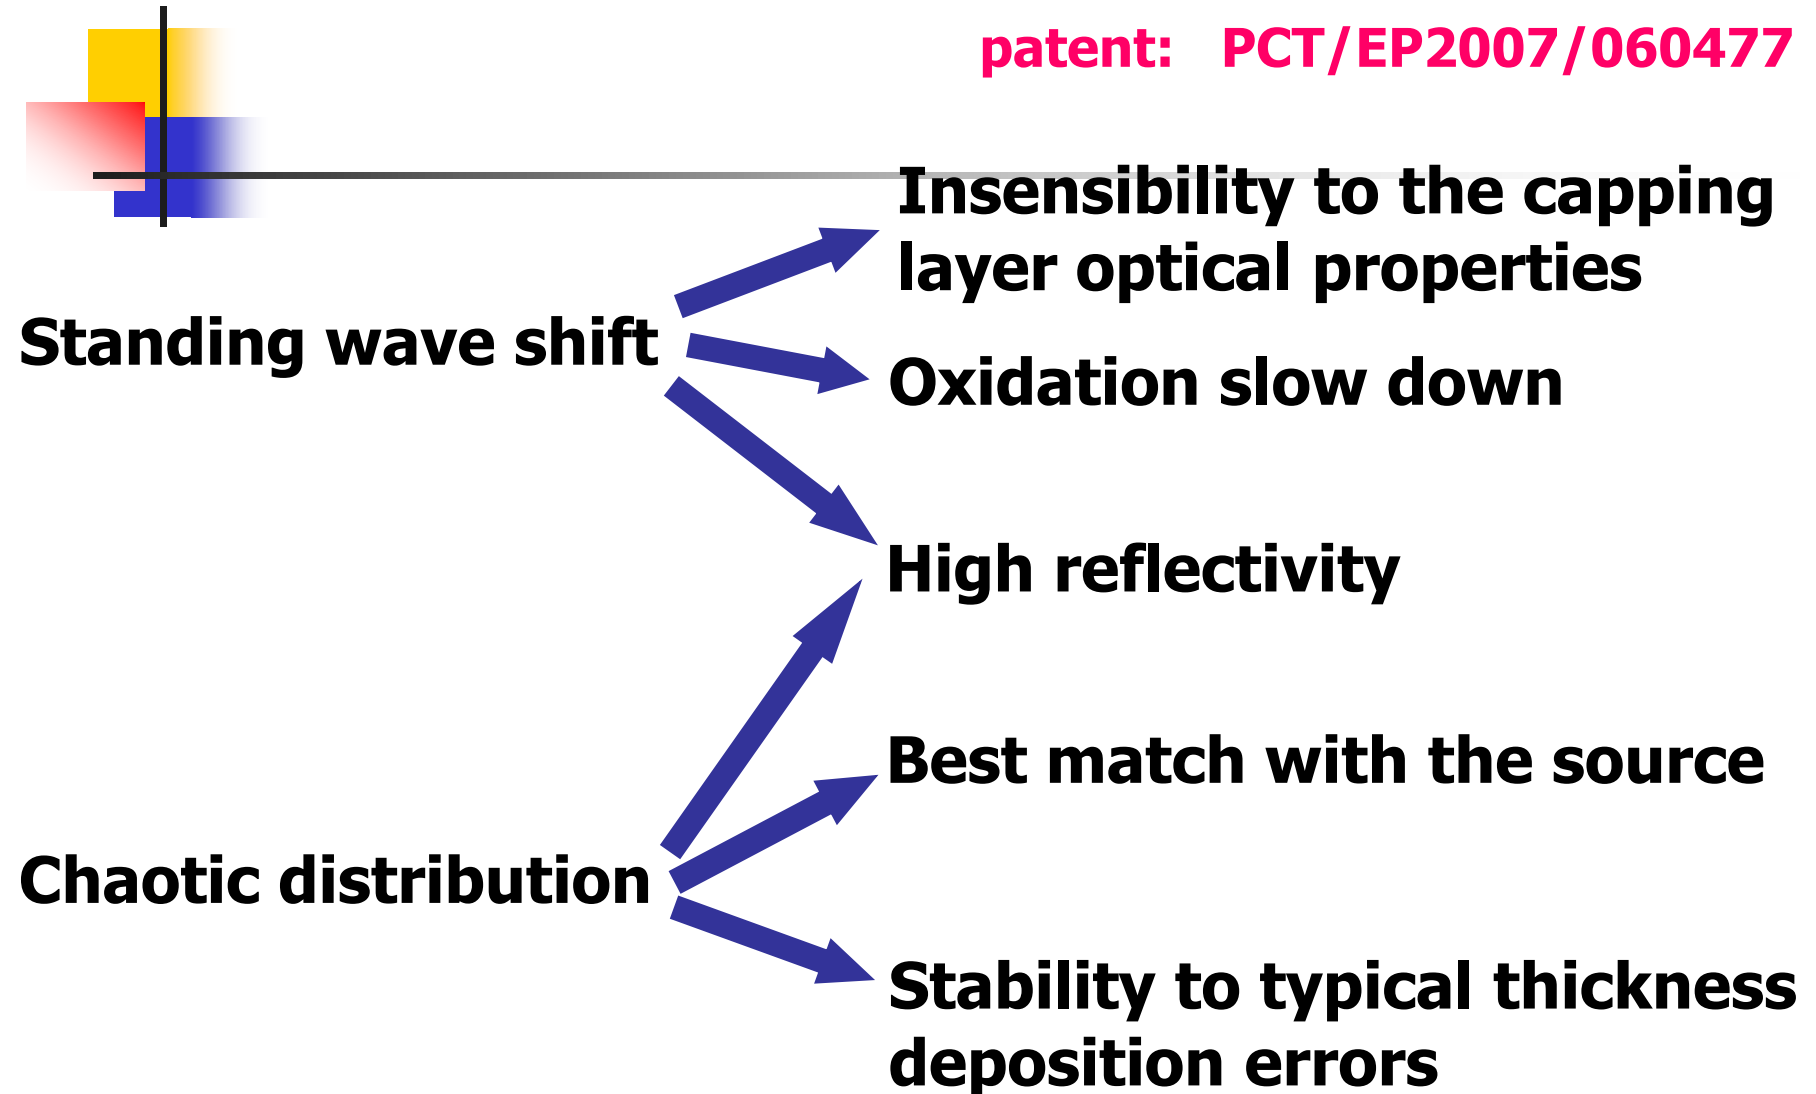 patent: PCT/EP2007/060477
Insensibility to the capping
layer optical properties
Standing wave shift
Oxidation slow down
High reflectivity
Best match with the source
Chaotic distribution
Stability to typical thickness
deposition errors